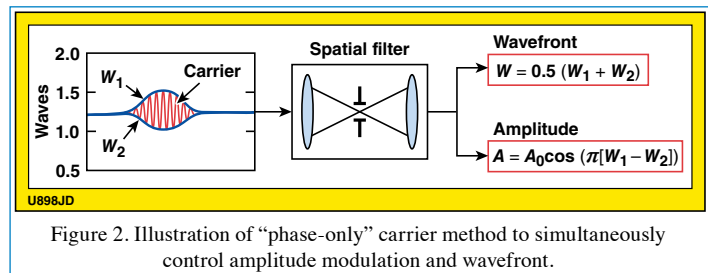 2.0
1.5
1.0
0.5
Waves
W1
W2
Carrier
Spatial filter
Wavefront
W = 0.5 (W1 + W2)
Amplitude
A = A0cos (π[W1 – W2])
U898JD
Figure 2. Illustration of “phase-only” carrier method to simultaneously
control amplitude modulation and wavefront.